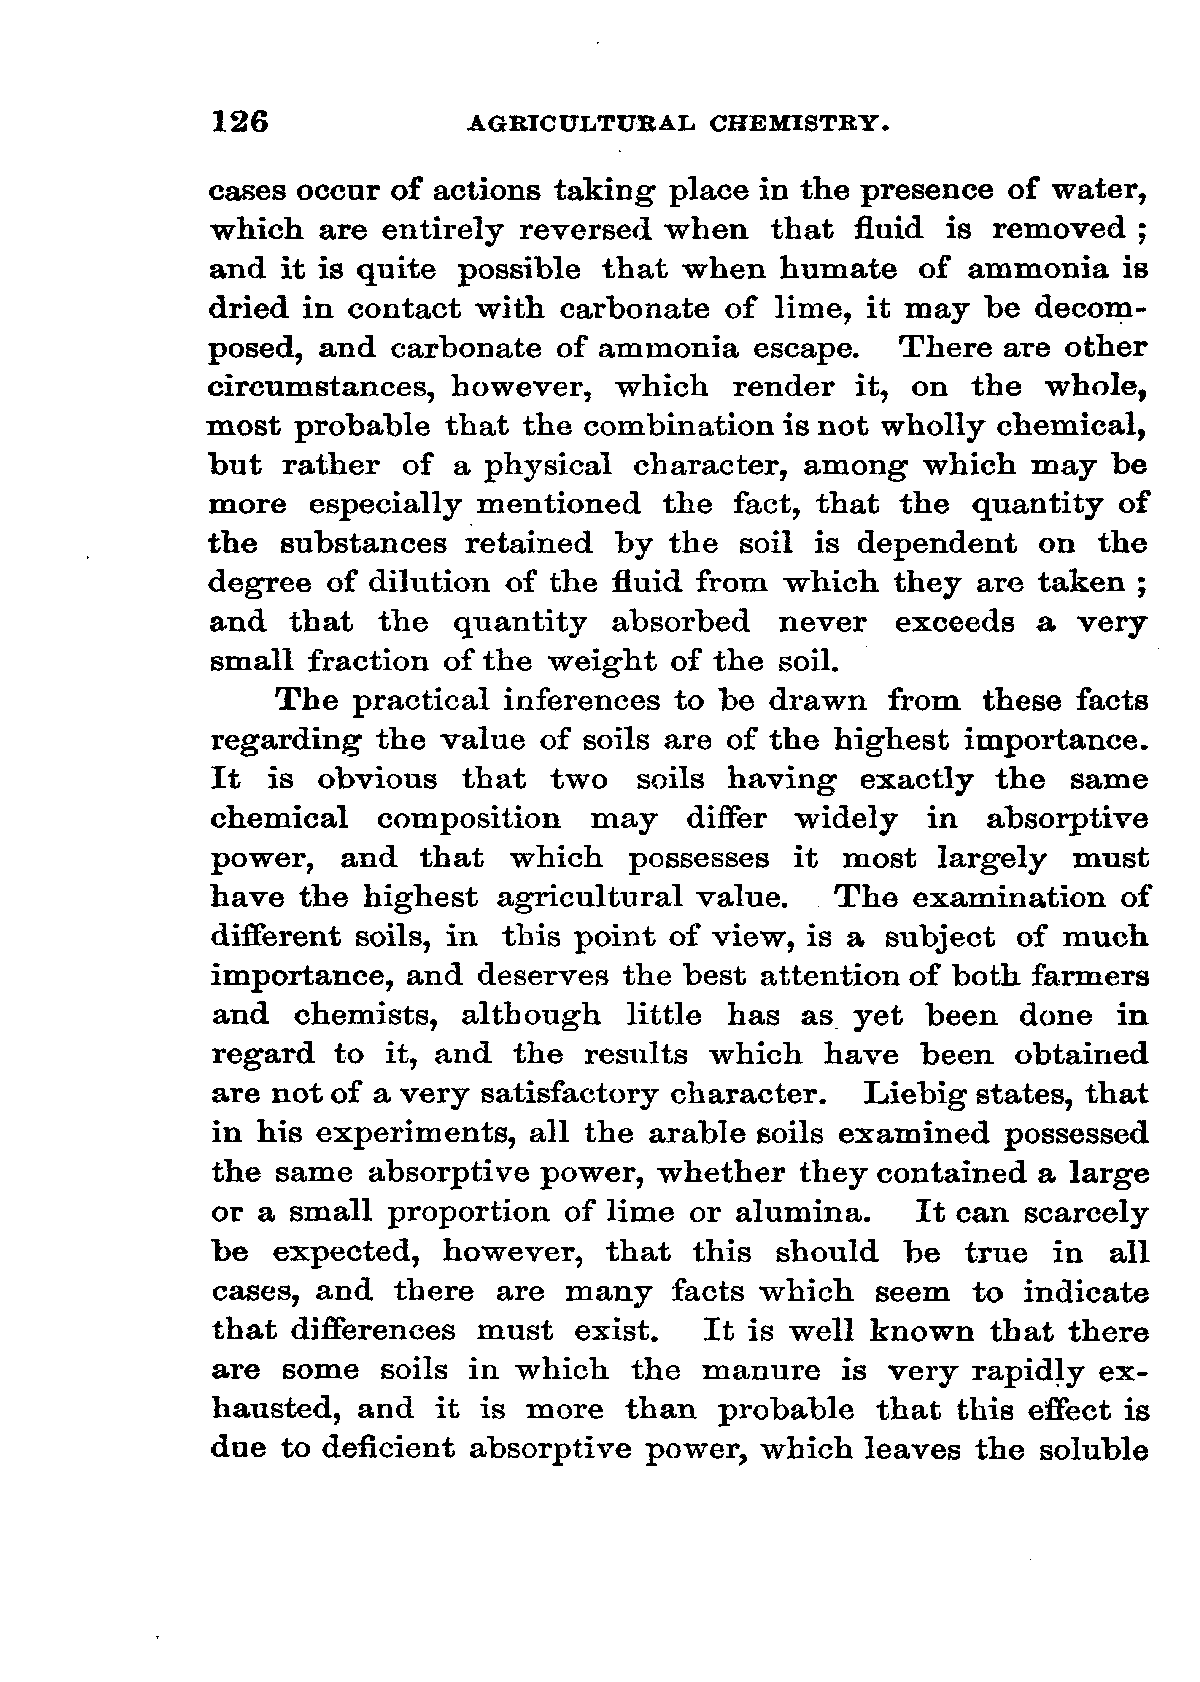 126 AGRICULTURAL CHEMISTRY.
cases occur of actions taking place in the presence of water,
which are entirely reversed when that fluid is removed ;
and it is quite possible that when humate of ammonia is
dried in contact with carbonate of lime, it may be decom-
posed, and carbonate of ammonia escape. There are other
circumstances, however, which render it, on the whole,
most probable that the combination is not wholly chemical,
but rather of a physical character, among which may be
more especially mentioned the fact, that the quantity of
the substances retained by the soil is dependent on the
degree of dilution of the fluid from which they are taken ;
and that the quantity absorbed never exceeds a very
small fraction of the weight of the soil.
The practical inferences to be drawn from these facts
regarding the value of soils are of the highest importance.
It is obvious that two soils having exactly the same
chemical composition may differ widely in absorptive
power, and that which possesses it most largely must
have the highest agricultural value. The examination of
different soils, in this point of view, is a subject of much
importance, and deserves the best attention of both farmers
and chemists, although little has as yet been done in
regard to it, and the results which have been obtained
are not of a very satisfactory character. Liebig states, that
in his experiments, all the arable soils examined possessed
the same absorptive power, whether they contained a large
or a small proportion of lime or alumina. It can scarcely
be expected, however, that this should be true in all
cases, and there are many facts which seem to indicate
that differences must exist. It is well known that there
are some soils in which the manure is very rapidly ex-
hausted, and it is more than probable that this effect is
due to deficient absorptive power, which leaves the soluble